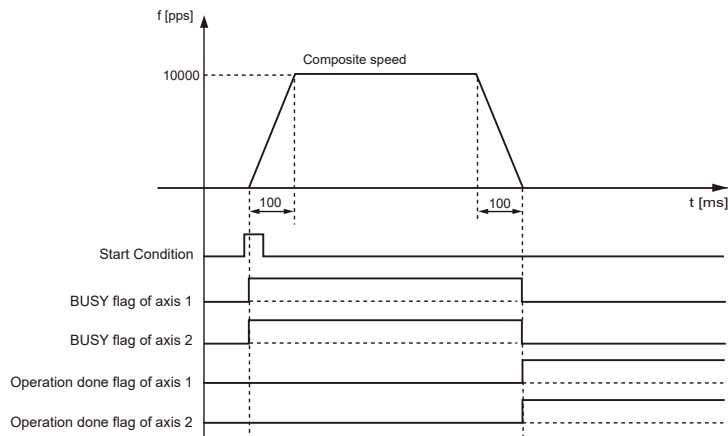 f [pps]
Composite speed
10000
100
100
t [ms]
Start Condition
BUSY flag of axis 1
BUSY flag of axis 2
Operation done flag of axis 1
Operation done flag of axis 2